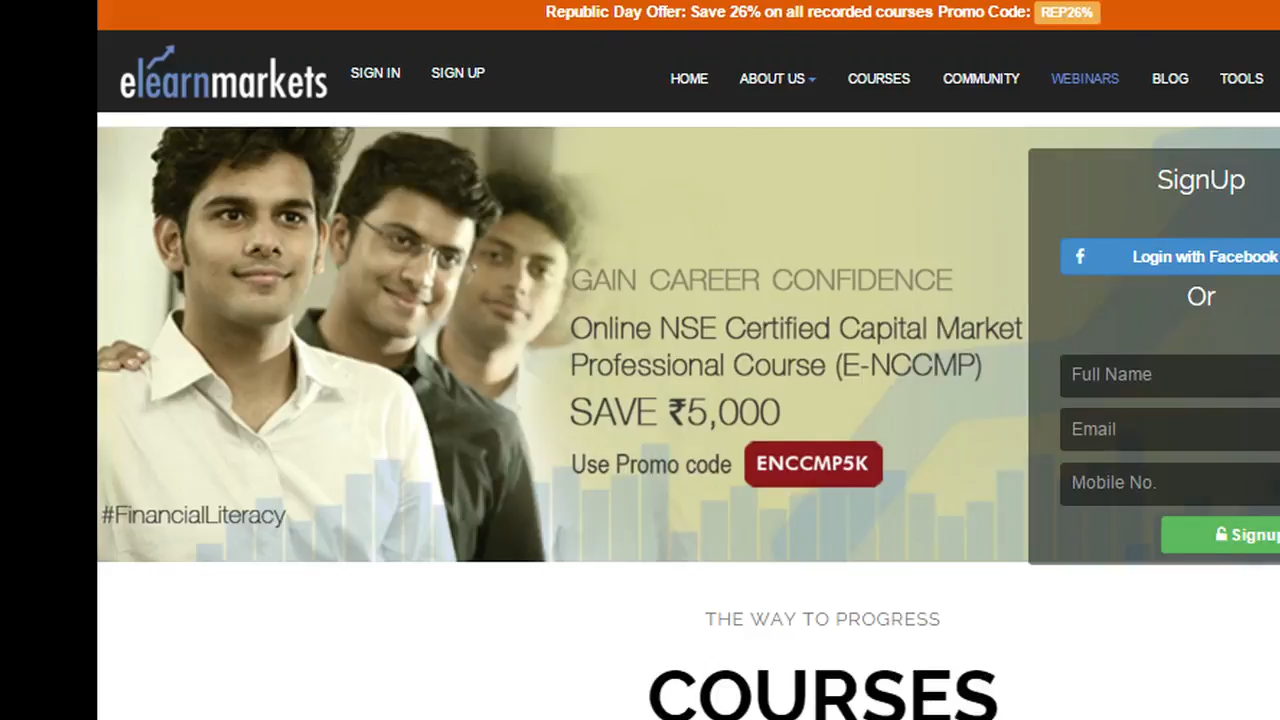 Republic Day Offer: Save 26% on all recorded courses Promo Code: REP26%
elearnmarkets SIGN IN SIGN UP HOME ABOUT US COURSES COMMUNITY WEBINARS BLOG TOOLS
SignUp
Login with Facebook
Or
Full Name
Email
Mobile No.
Signup
GAIN CAREER CONFIDENCE
Online NSE Certified Capital Market
Professional Course (E-NCCMP)
SAVE ₹5,000
Use Promo code ENCCMP5K
#FinancialLiteracy
THE WAY TO PROGRESS
COURSES